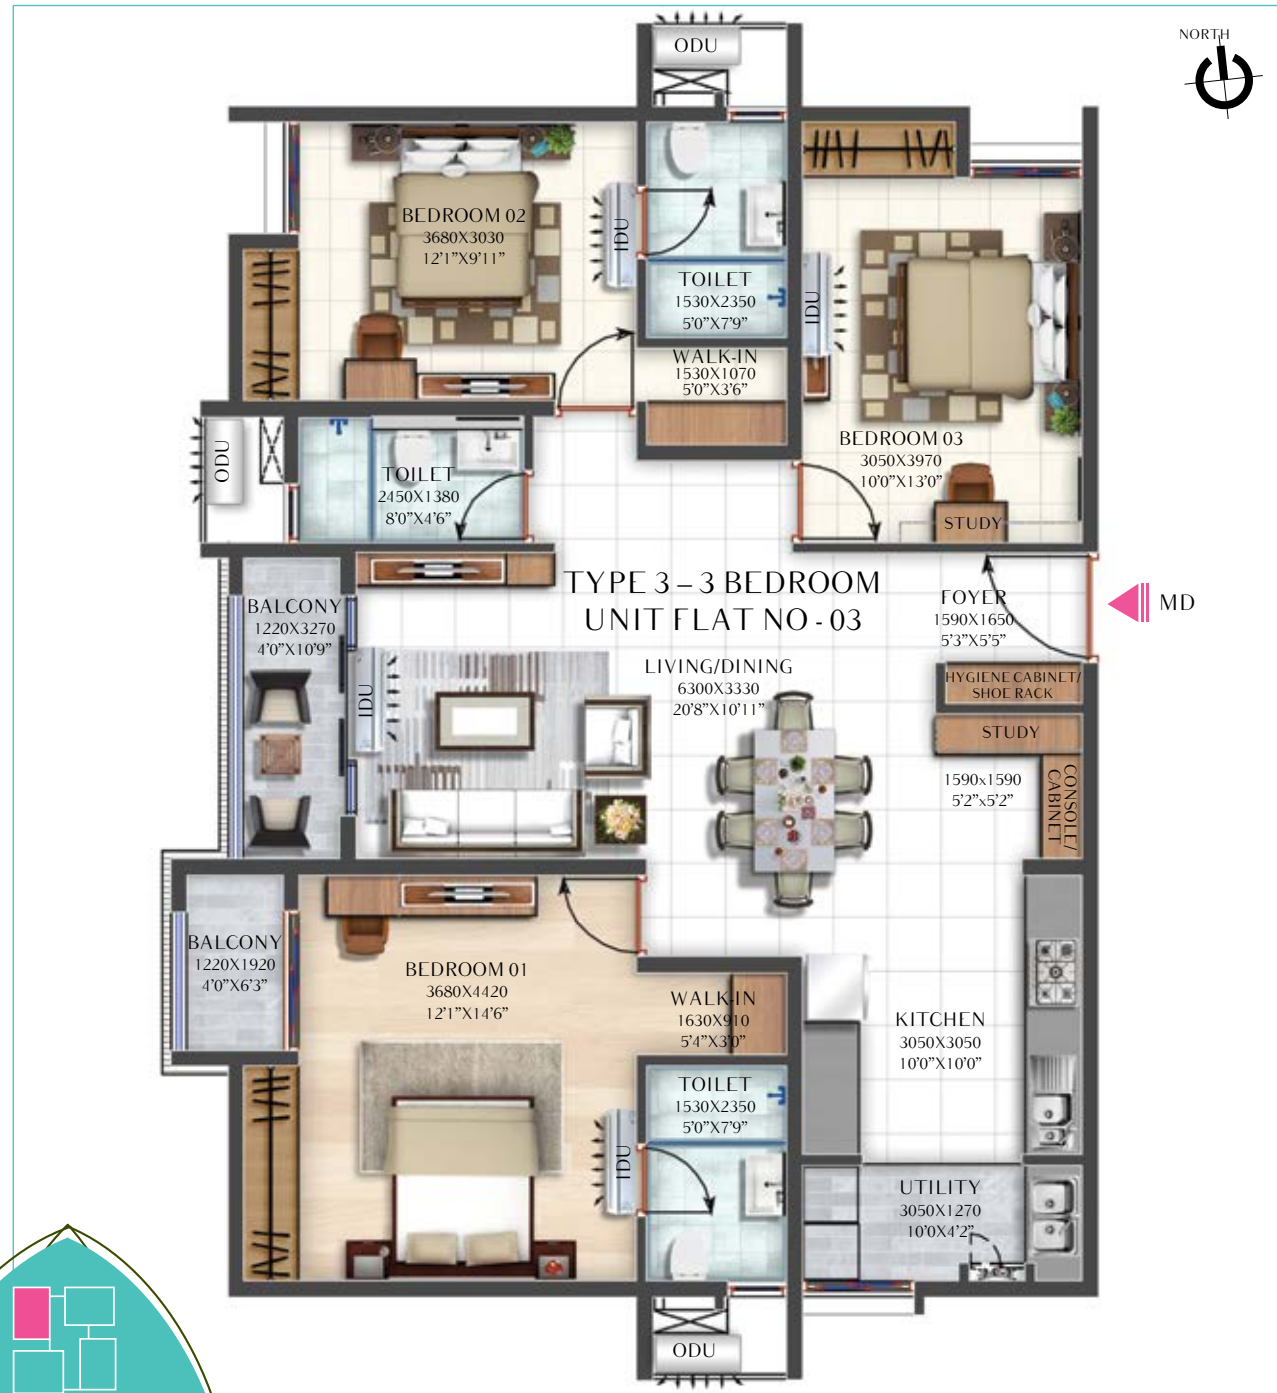 NORTH
ODU
BEDROOM 02
3680X3030
12'1"X9'11"
IDU
TOILET
1530X2350
5'0"X7'9"
WALK-IN
1530X1070
5'0"X3'6"
IDU
BEDROOM 03
3050X3970
10'0"X13'0"
STUDY
ODU
TOILET
2450X1380
8'0"X4'6"
TYPE 3 – 3 BEDROOM
UNIT FLAT NO - 03
BALCONY
1220X3270
4'0"X10'9"
FOYER
1590X1650
5'3"X5'5"
MD
IDU
LIVING/DINING
6300X3330
20'8"X10'11"
HYGIENE CABINET/
SHOE RACK
STUDY
1590x1590
5'2"x5'2"
CONSOLE/
CABINET
BALCONY
1220X1920
4'0"X6'3"
BEDROOM 01
3680X4420
12'1"X14'6"
WALK-IN
1630X910
5'4"X3'0"
KITCHEN
3050X3050
10'0"X10'0"
TOILET
1530X2350
5'0"X7'9"
IDU
UTILITY
3050X1270
10'0X4'2"
ODU